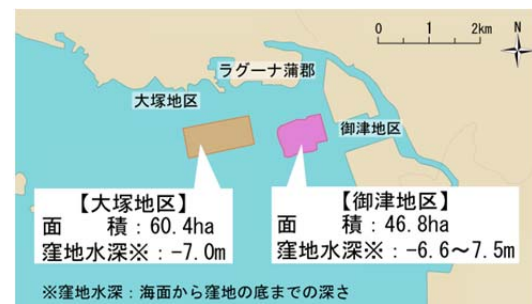 0 1 2km N
ラグーナ蒲郡
大塚地区
御津地区
【大塚地区】
面　積：60.4ha
窪地水深※：-7.0m
【御津地区】
面　積：46.8ha
窪地水深※：-6.6～7.5m
※窪地水深：海面から窪地の底までの深さ